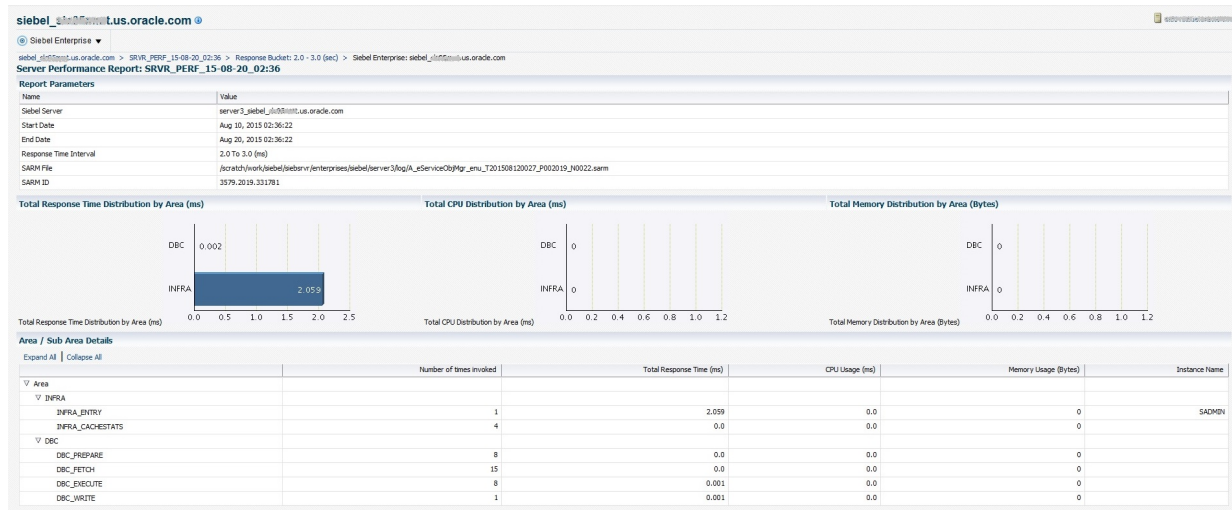 siebel_ t.us.oracle.com
Siebel Enterprise ▼
siebel_ .us.oracle.com > SRVR_PERF_15-08-20_02:36 > Response Bucket: 2.0 - 3.0 (sec) > Siebel Enterprise: siebel_ .us.oracle.com
Server Performance Report: SRVR_PERF_15-08-20_02:36
Report Parameters
Name Value
Siebel Server server3_siebel_ .us.oracle.com
Start Date Aug 10, 2015 02:36:22
End Date Aug 20, 2015 02:36:22
Response Time Interval 2.0 To 3.0 (ms)
SARM File /scratch/work/siebel/siebsrvr/enterprises/siebel/server3/log/A_eServiceObjMgr_enu_T201508120027_P002019_N0022.sarm
SARM ID 3579.2019.331781
Total Response Time Distribution by Area (ms)
DBC 0.002
INFRA 2.059
0.0 0.5 1.0 1.5 2.0 2.5
Total Response Time Distribution by Area (ms)
Total CPU Distribution by Area (ms)
DBC 0
INFRA 0
0.0 0.2 0.4 0.6 0.8 1.0 1.2
Total CPU Distribution by Area (ms)
Total Memory Distribution by Area (Bytes)
DBC 0
INFRA 0
0.0 0.2 0.4 0.6 0.8 1.0 1.2
Total Memory Distribution by Area (Bytes)
Area / Sub Area Details
Expand All | Collapse All
Number of times invoked Total Response Time (ms) CPU Usage (ms) Memory Usage (Bytes) Instance Name
▽ Area
▽ INFRA
INFRA_ENTRY 1 2.059 0.0 0 SADMIN
INFRA_CACHESTATS 4 0.0 0.0 0
▽ DBC
DBC_PREPARE 8 0.0 0.0 0
DBC_FETCH 15 0.0 0.0 0
DBC_EXECUTE 8 0.001 0.0 0
DBC_WRITE 1 0.001 0.0 0